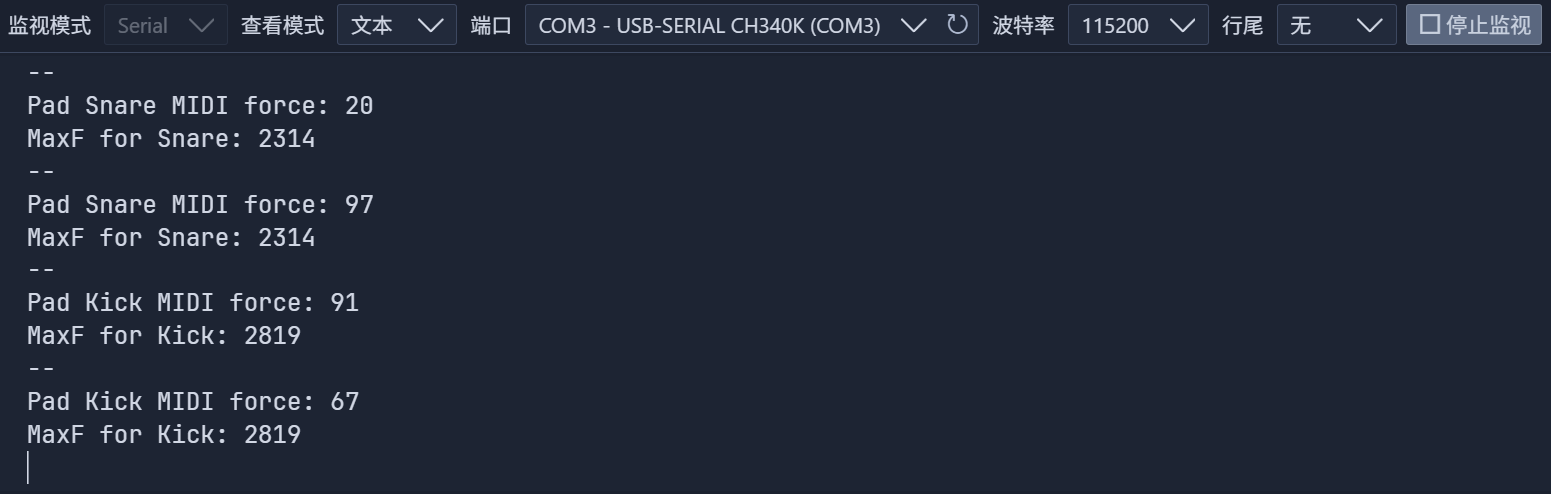 监视模式 Serial 查看模式 文本 端口 COM3 - USB-SERIAL CH340K (COM3) 波特率 115200 行尾 无 停止监视
--
Pad Snare MIDI force: 20
MaxF for Snare: 2314
--
Pad Snare MIDI force: 97
MaxF for Snare: 2314
--
Pad Kick MIDI force: 91
MaxF for Kick: 2819
--
Pad Kick MIDI force: 67
MaxF for Kick: 2819